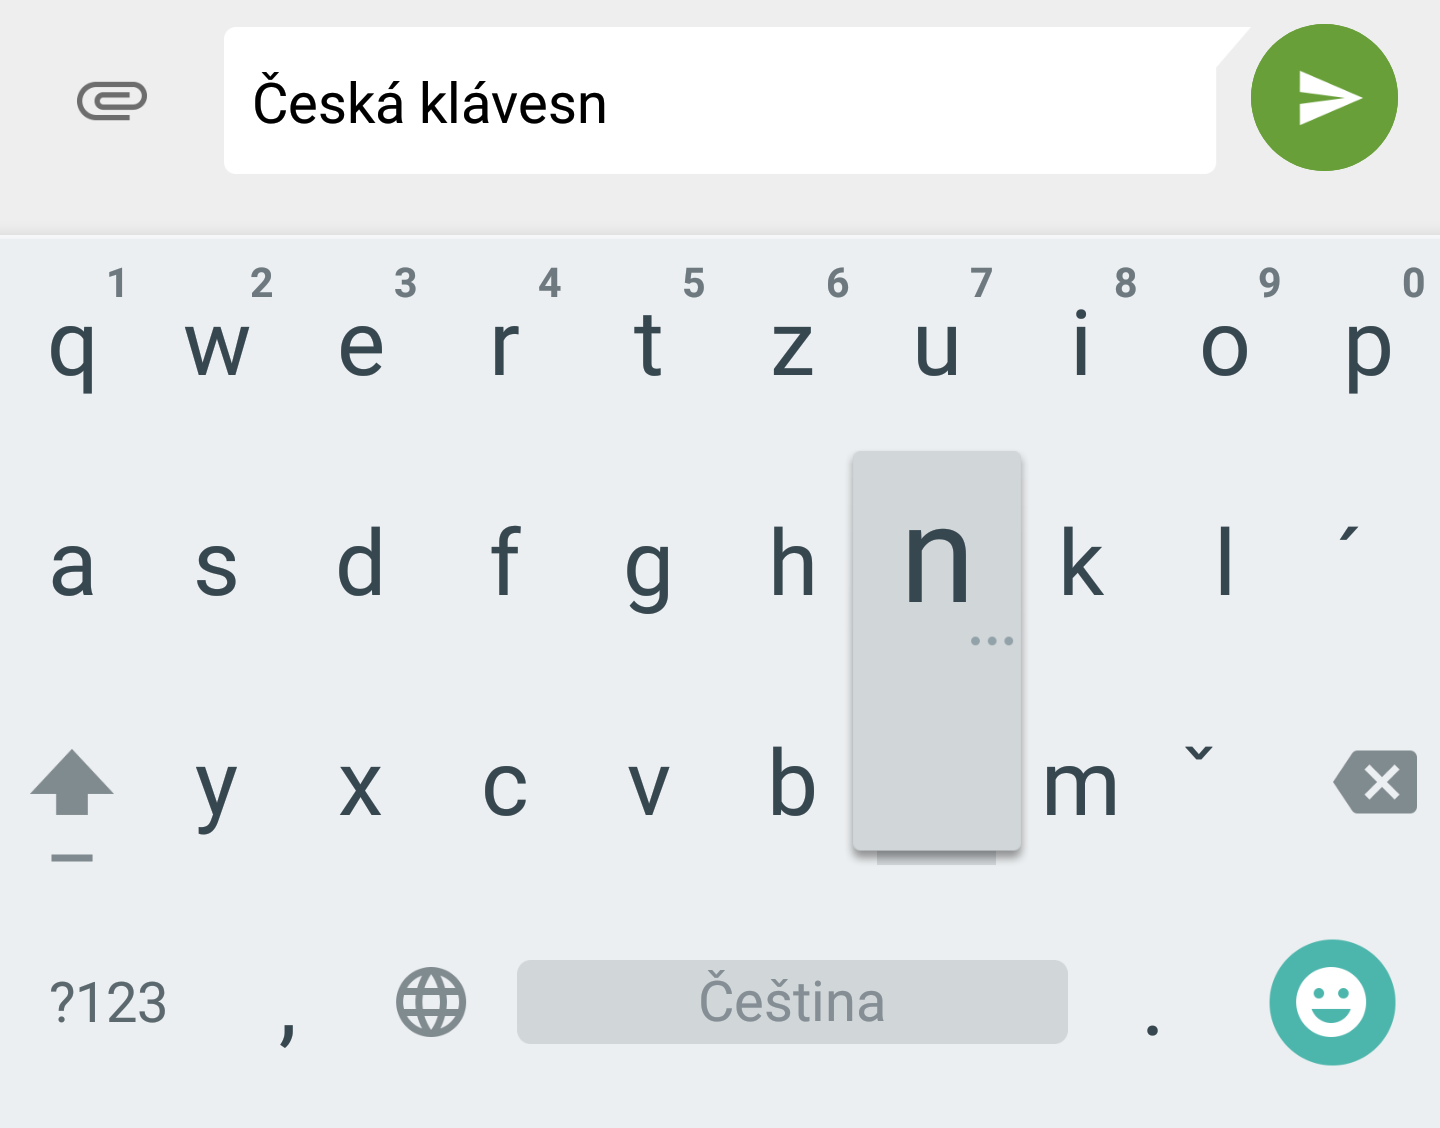 Česká klávesn
1 2 3 4 5 6 7 8 9 0
q w e r t z u i o p
a s d f g h n k l ´
y x c v b m ˇ
?123 , Čeština .